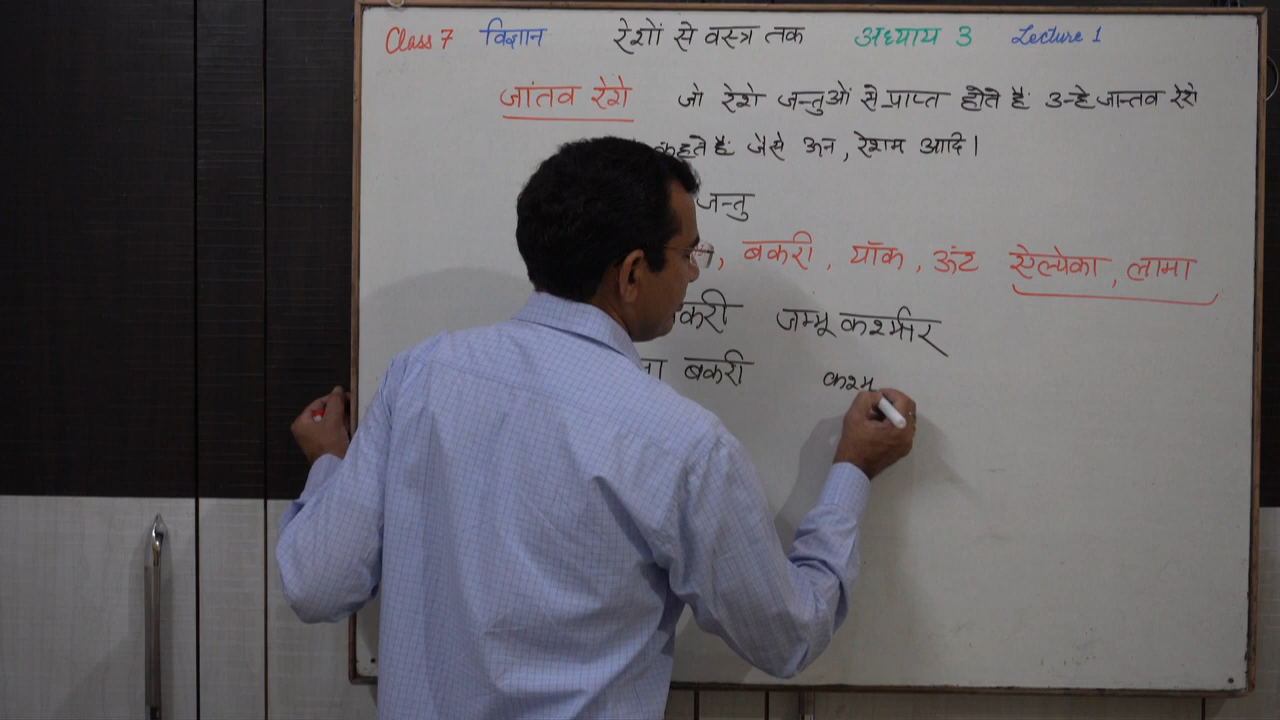 Class 7 विज्ञान रेशों से वस्त्र तक अध्याय 3 Lecture 1
जांतव रेशे जो रेशे जन्तुओं से प्राप्त होते हैं उन्हे जान्तव रेशे
कहते हैं जैसे ऊन, रेशम आदि।
जन्तु
बकरी, यॉक, ऊंट ऐल्पेका, लामा
बकरी जम्मू कश्मीर
बकरी कश्म